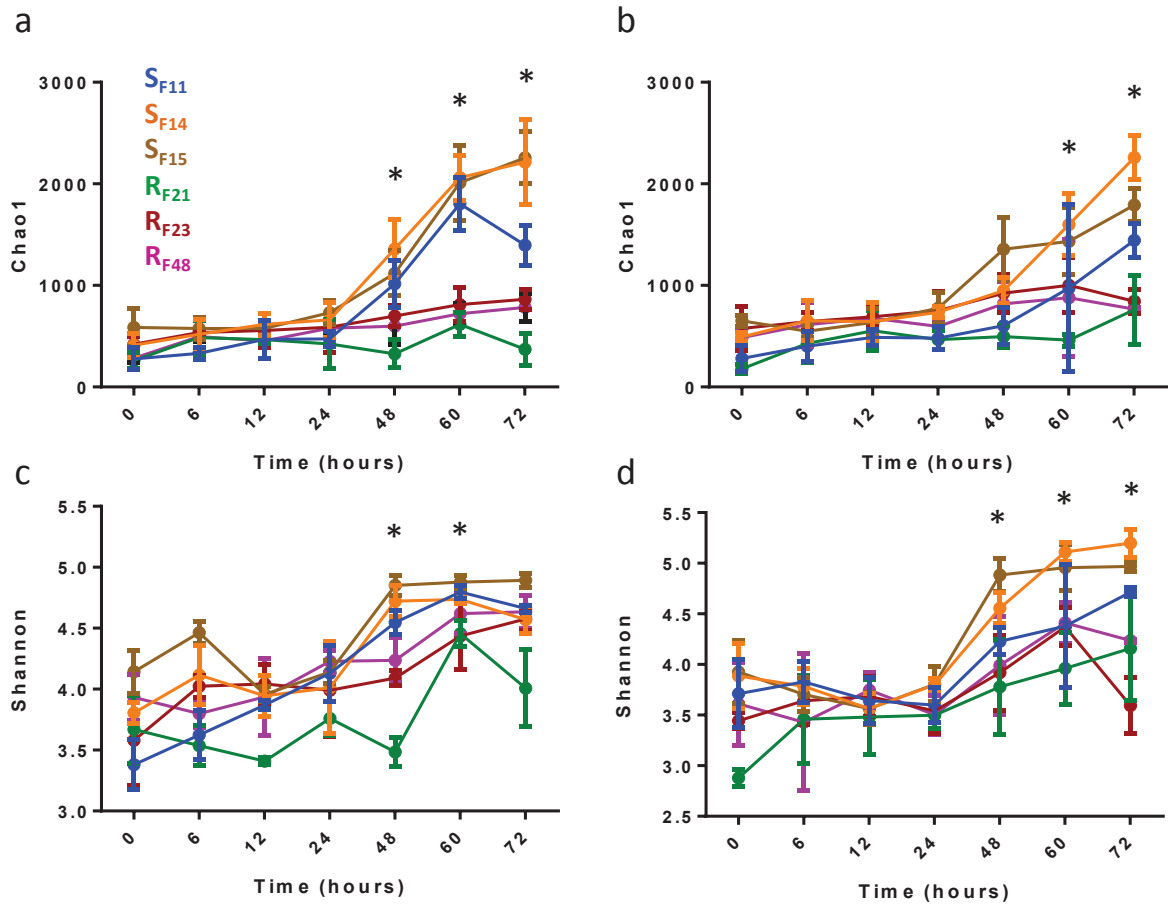 a
b
S F11
S F14
S F15
R F21
R F23
R F48
* * *
3000
2000
1000
0
Chao1
0 6 12 24 48 60 72
Time (hours)
* *
3000
2000
1000
0
Chao1
0 6 12 24 48 60 72
Time (hours)
c
d
* *
5.5
5.0
4.5
4.0
3.5
3.0
Shannon
0 6 12 24 48 60 72
Time (hours)
* * *
5.5
5.0
4.5
4.0
3.5
3.0
2.5
Shannon
0 6 12 24 48 60 72
Time (hours)